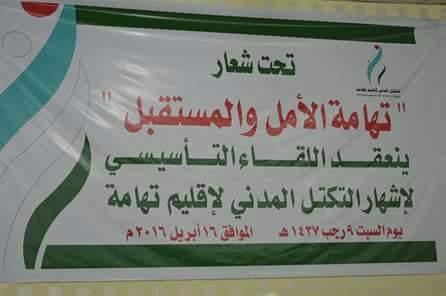 تحت شعار
" تهامة الأمل والمستقبل "
ينعقد اللقاء التأسيسي
لإشهار التكتل المدني لإقليم تهامة
يوم السبت ٩ رجب ١٤٣٧ هـ الموافق ١٦ أبريل ٢٠١٦ م